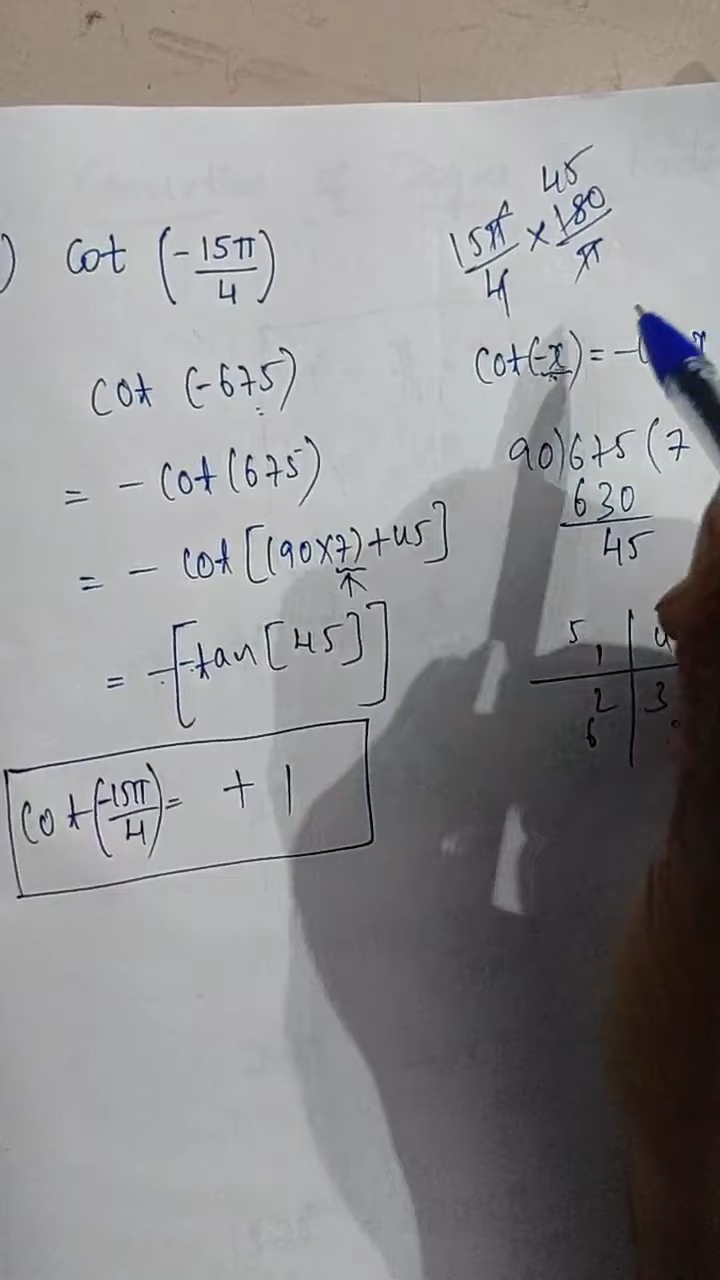 ) cot (-15π/4)
15π/4 × 180/π
45
cot (-675)
cot(-x) = -
= - cot (675)
90)675(7
630
45
= - cot [(90×7)+45]
= -[-tan [45]]
5 1
2 3
6
cot(-15π/4) = + 1